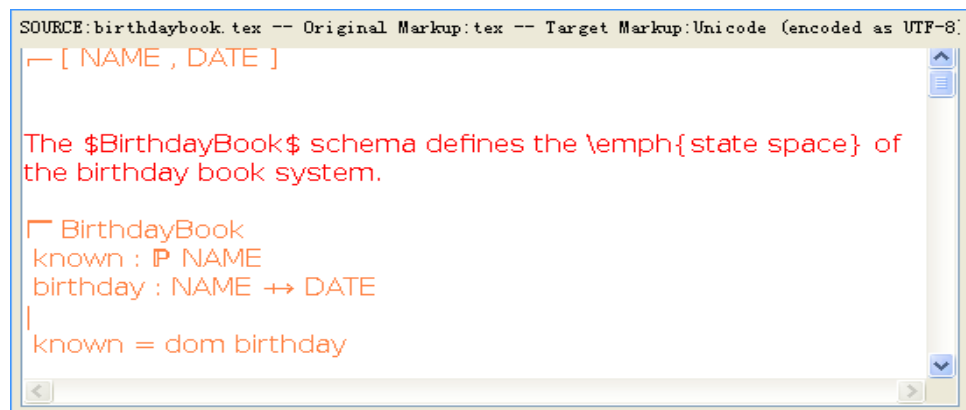 SOURCE:birthdaybook.tex -- Original Markup:tex -- Target Markup:Unicode (encoded as UTF-8)
⊢ [ NAME , DATE ]
The $BirthdayBook$ schema defines the \emph{state space} of
the birthday book system.
┌ BirthdayBook
known : ℙ NAME
birthday : NAME ⇸ DATE
|
known = dom birthday